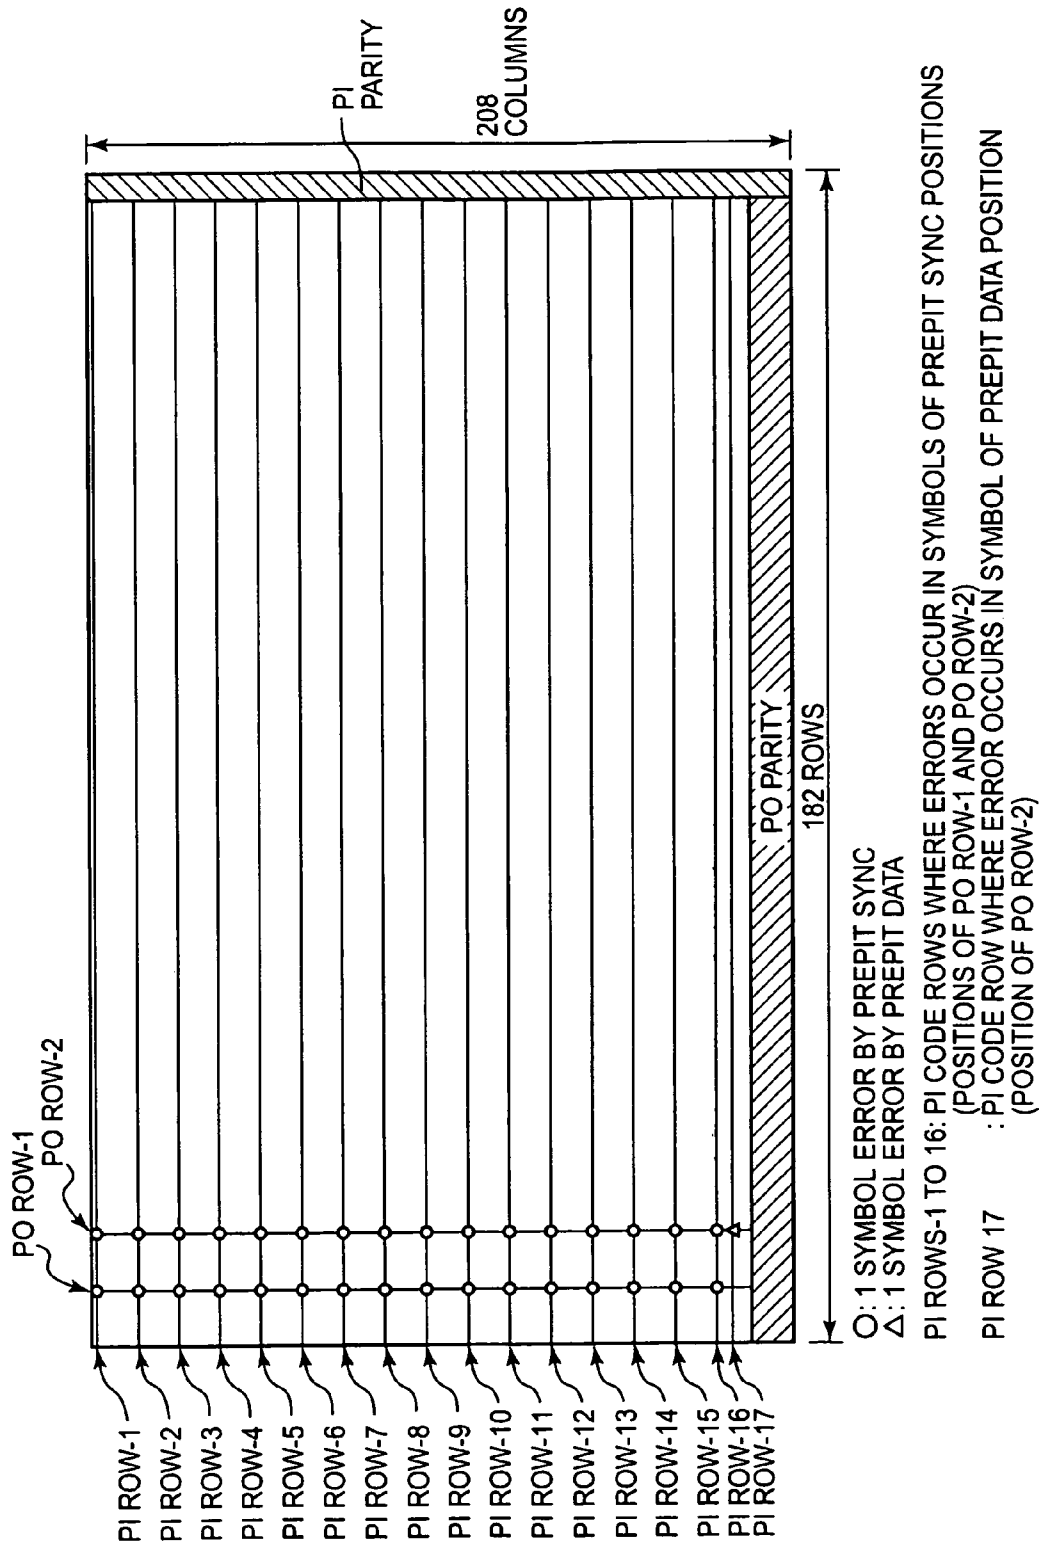 PO ROW-1
PO ROW-2
PI ROW-1
PI ROW-2
PI ROW-3
PI ROW-4
PI ROW-5
PI ROW-6
PI ROW-7
PI ROW-8
PI ROW-9
PI ROW-10
PI ROW-11
PI ROW-12
PI ROW-13
PI ROW-14
PI ROW-15
PI ROW-16
PI ROW-17
PI
PARITY
208
COLUMNS
PO PARITY
182 ROWS
O:1 SYMBOL ERROR BY PREPIT SYNC
△:1 SYMBOL ERROR BY PREPIT DATA
PI ROWS-1 TO 16: PI CODE ROWS WHERE ERRORS OCCUR IN SYMBOLS OF PREPIT SYNC POSITIONS
(POSITIONS OF PO ROW-1 AND PO ROW-2)
PI ROW 17 : PI CODE ROW WHERE ERROR OCCURS IN SYMBOL OF PREPIT DATA POSITION
(POSITION OF PO ROW-2)